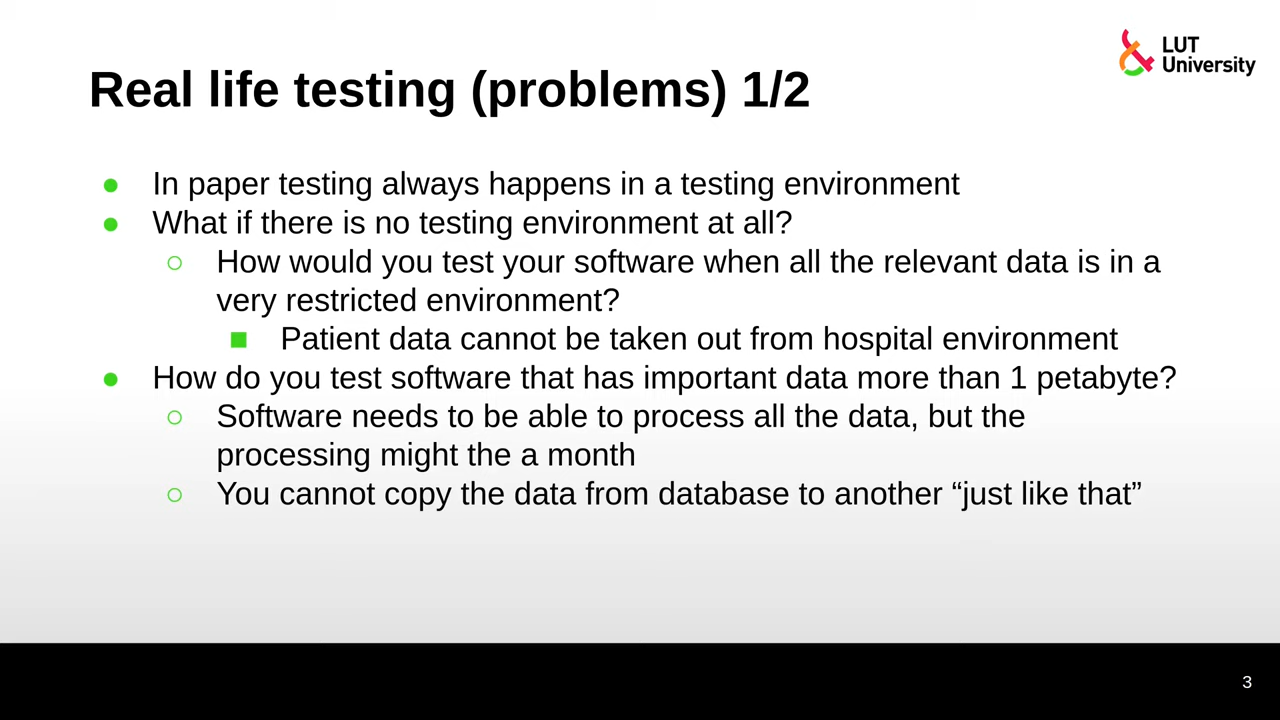 LUT
University
Real life testing (problems) 1/2
● In paper testing always happens in a testing environment
● What if there is no testing environment at all?
○ How would you test your software when all the relevant data is in a
very restricted environment?
■ Patient data cannot be taken out from hospital environment
● How do you test software that has important data more than 1 petabyte?
○ Software needs to be able to process all the data, but the
processing might the a month
○ You cannot copy the data from database to another “just like that”
3